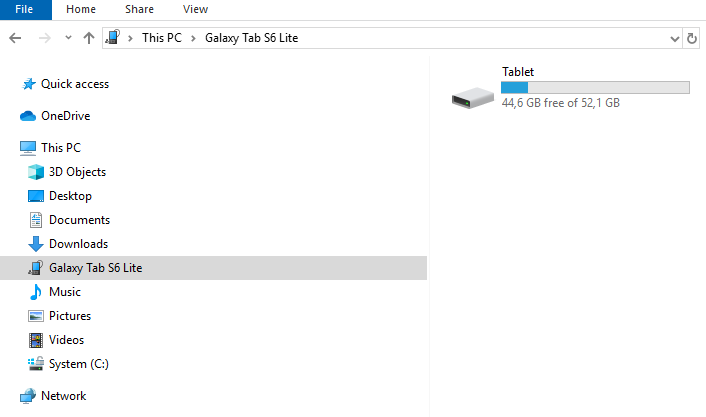 File Home Share View
This PC Galaxy Tab S6 Lite
Quick access
OneDrive
This PC
3D Objects
Desktop
Documents
Downloads
Galaxy Tab S6 Lite
Music
Pictures
Videos
System (C:)
Network
Tablet
44,6 GB free of 52,1 GB